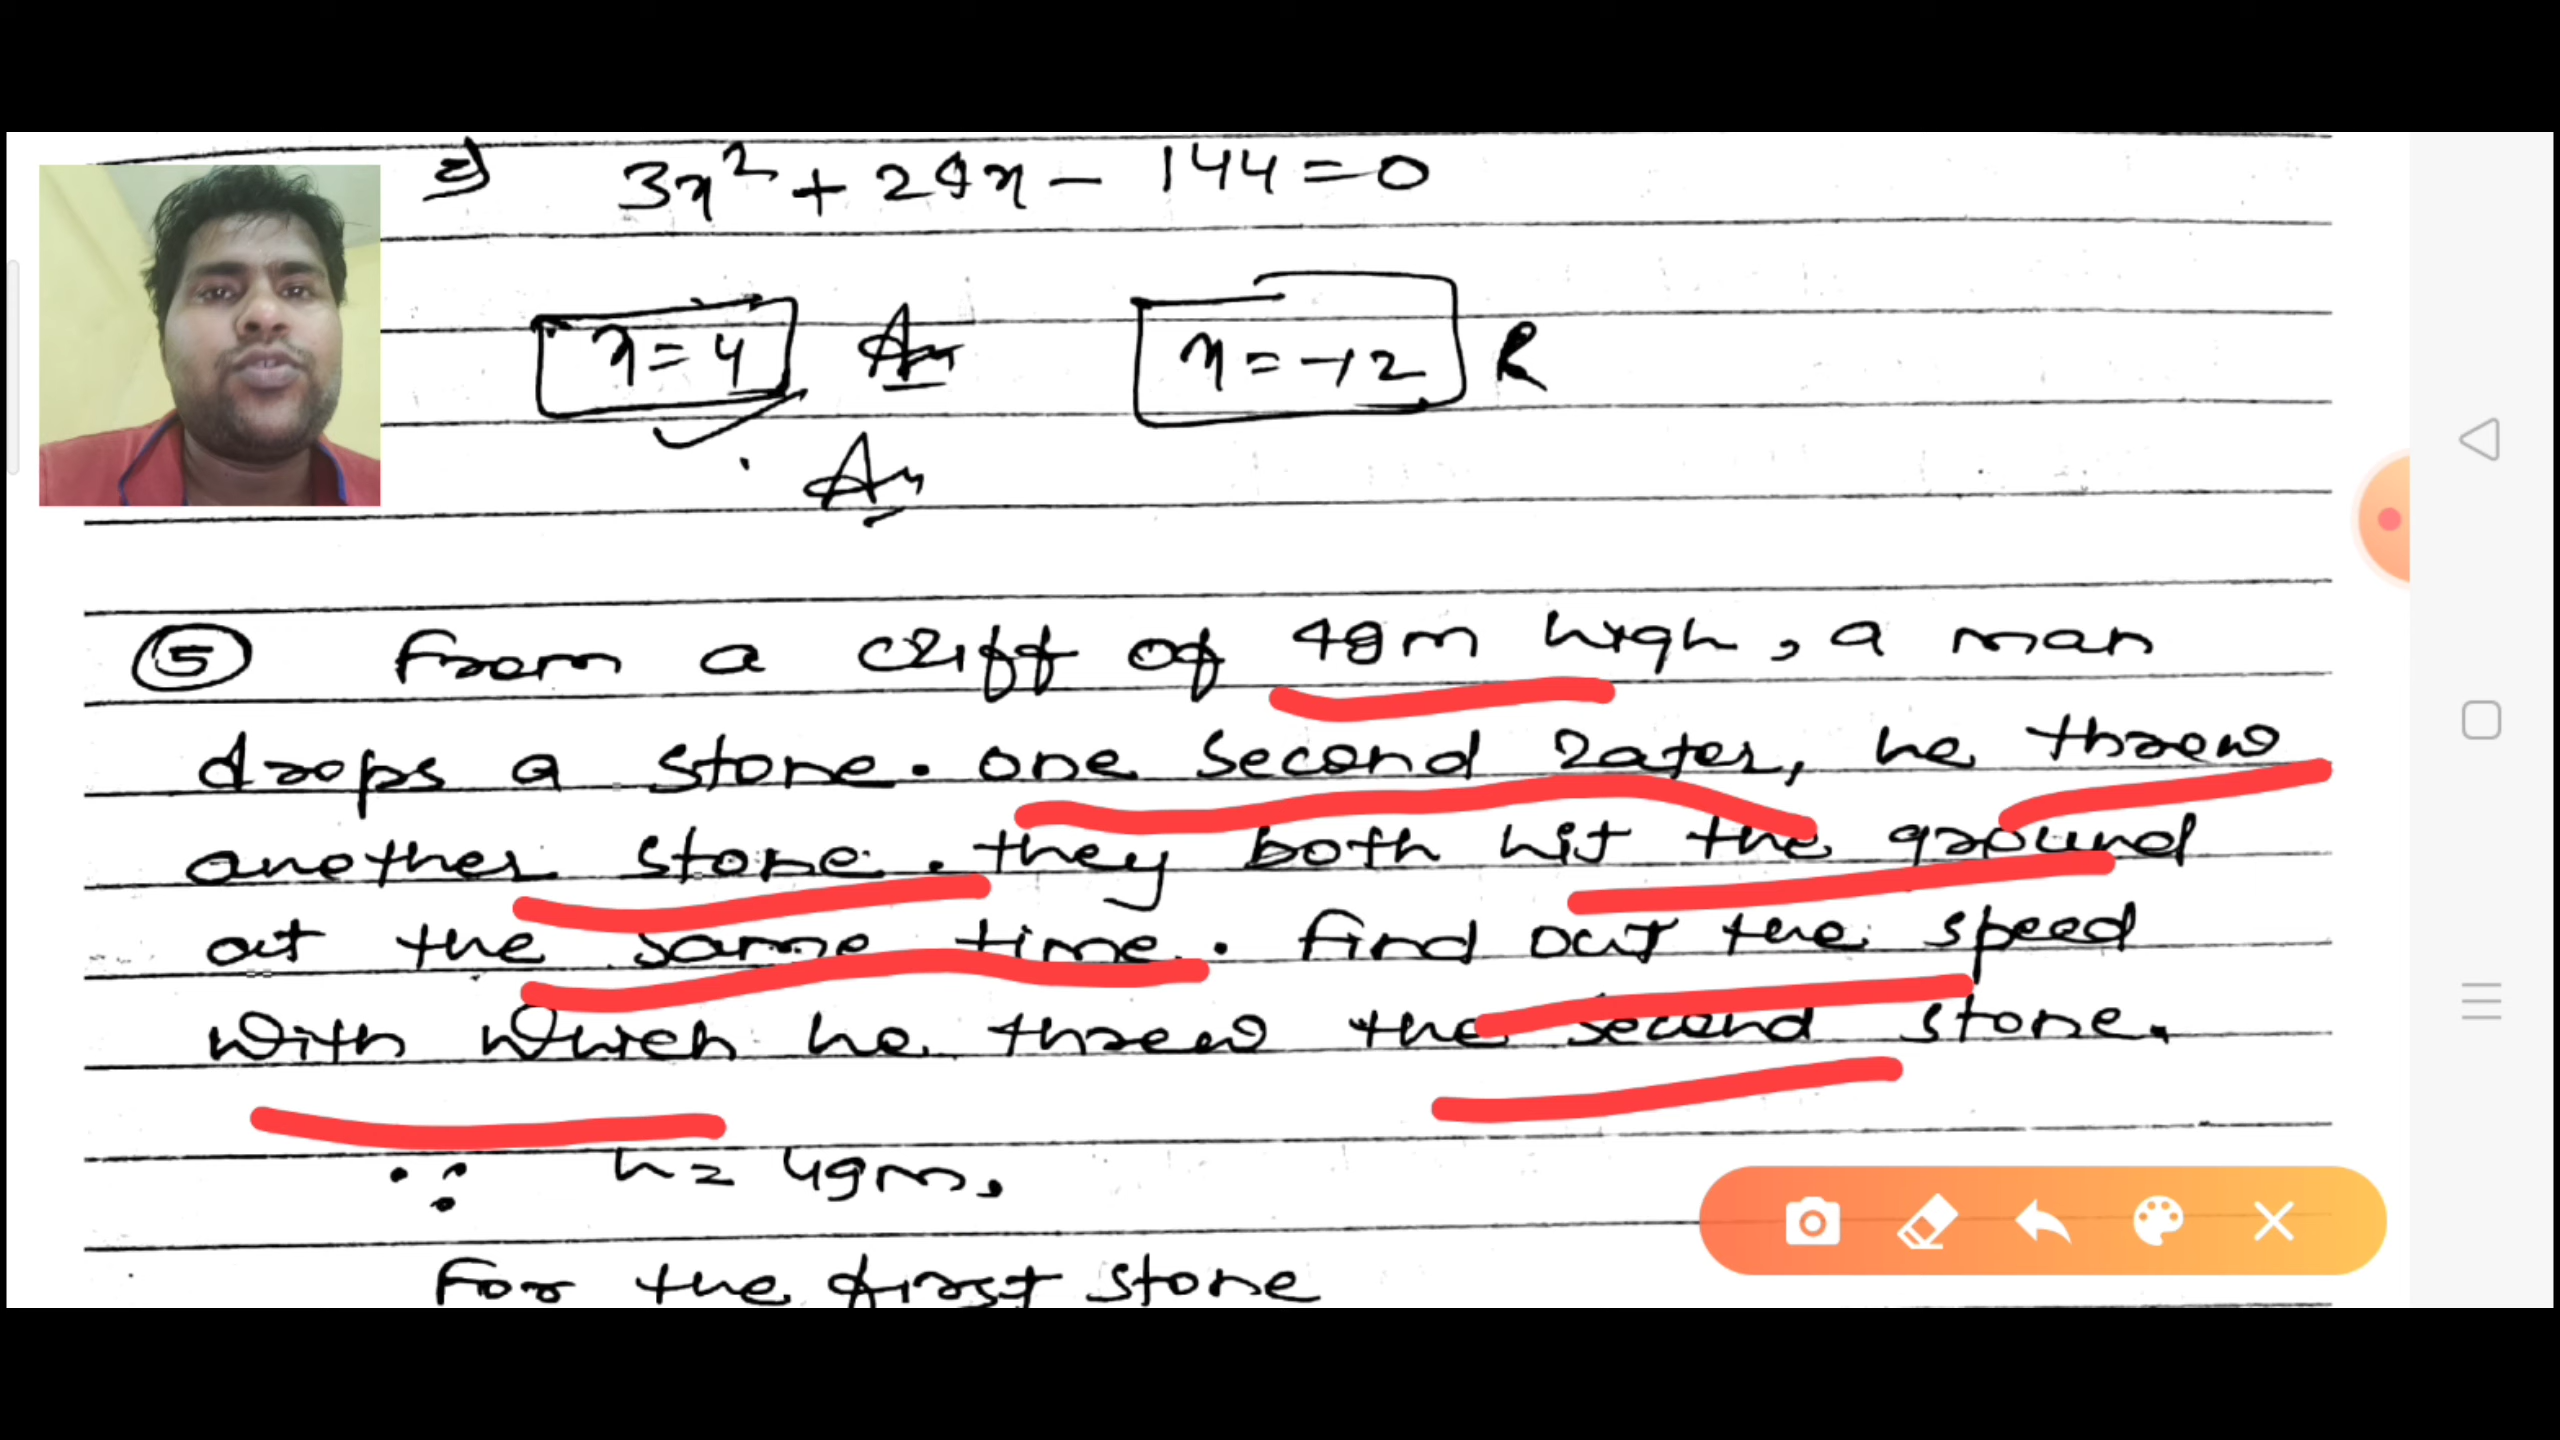 ⇒ 3x² + 24x - 144 = 0
x = 4 Ans x = -12 R
Ans
⑤ From a cliff of 49m high, a man
drops a stone. one second later, he threw
another stone. they both hit the ground
at the same time. find out the speed
with which he threw the second stone.
∵ h = 49m,
For the first stone